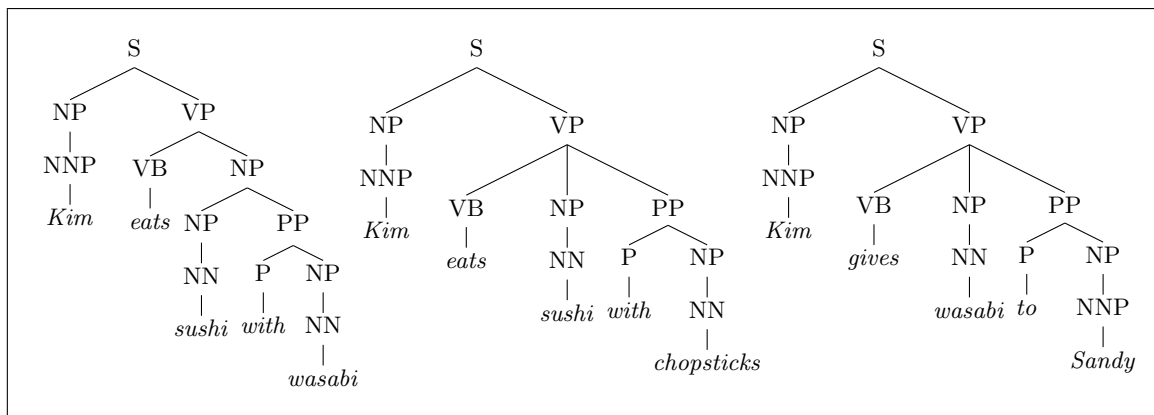 S S S
NP VP NP VP NP VP
NNP VB NP NNP VB NP PP NNP VB NP PP
Kim eats NP PP Kim eats NN P NP Kim gives NN P NP
NN P NP sushi with NN wasabi to NNP
sushi with NN chopsticks Sandy
wasabi